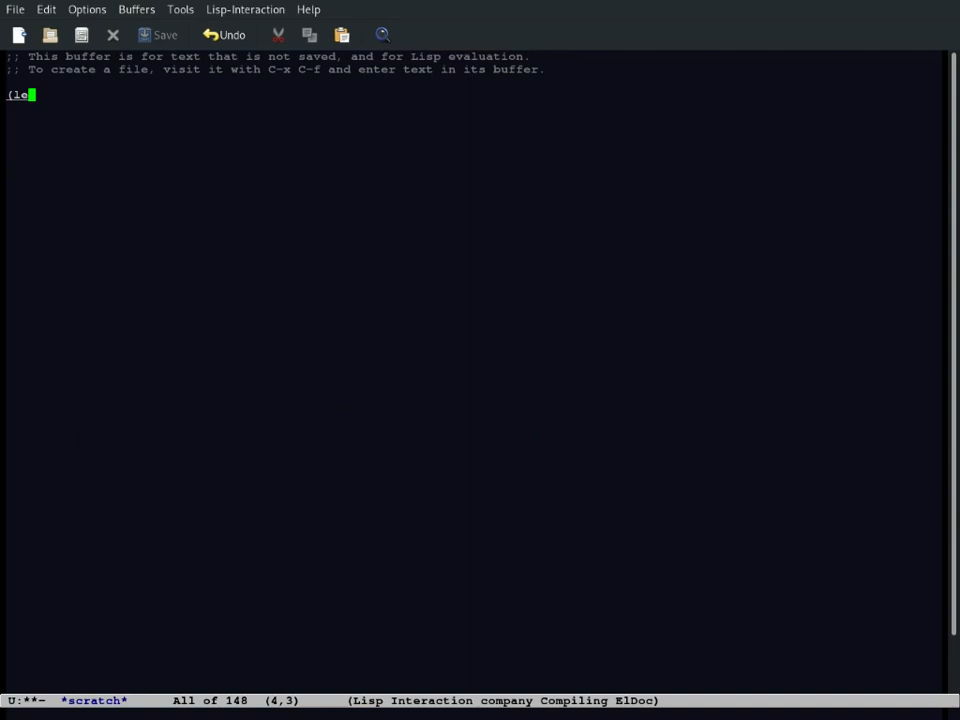 File Edit Options Buffers Tools Lisp-Interaction Help
Save Undo
;; This buffer is for text that is not saved, and for Lisp evaluation.
;; To create a file, visit it with C-x C-f and enter text in its buffer.
(le
U:**- *scratch* All of 148 (4,3) (Lisp Interaction company Compiling ElDoc)